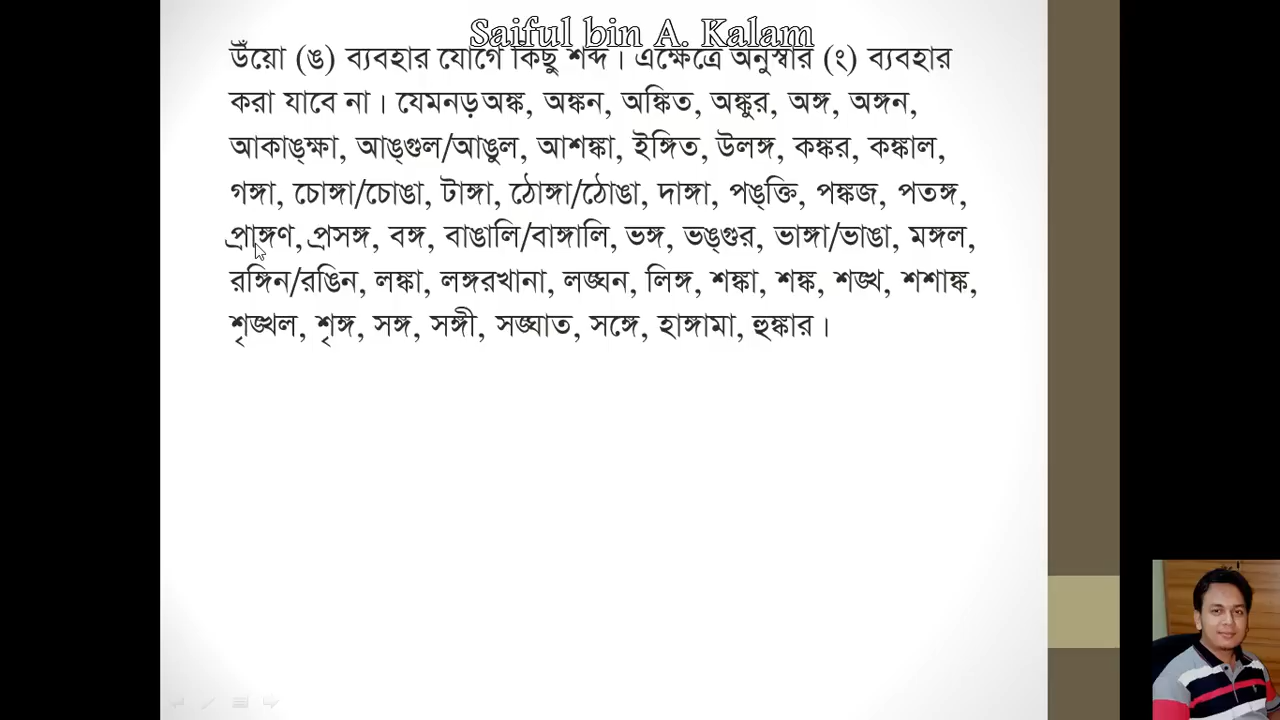 Saiful bin A. Kalam
উঁয়ো (ঙ) ব্যবহার যোগে কিছু শব্দ। এক্ষেত্রে অনুস্বার (ং) ব্যবহার
করা যাবে না। যেমনড়অঙ্ক, অঙ্কন, অঙ্কিত, অঙ্কুর, অঙ্গ, অঙ্গন,
আকাঙ্ক্ষা, আঙ্গুল/আঙুল, আশঙ্কা, ইঙ্গিত, উলঙ্গ, কঙ্কর, কঙ্কাল,
গঙ্গা, চোঙ্গা/চোঙা, টাঙ্গা, ঠোঙ্গা/ঠোঙা, দাঙ্গা, পঙ্‌ক্তি, পঙ্কজ, পতঙ্গ,
প্রাঙ্গণ, প্রসঙ্গ, বঙ্গ, বাঙালি/বাঙ্গালি, ভঙ্গ, ভঙ্গুর, ভাঙ্গা/ভাঙা, মঙ্গল,
রঙ্গিন/রঙিন, লঙ্কা, লঙ্গরখানা, লঙ্ঘন, লিঙ্গ, শঙ্কা, শঙ্ক, শঙ্খ, শশাঙ্ক,
শৃঙ্খল, শৃঙ্গ, সঙ্গ, সঙ্গী, সঙ্ঘাত, সঙ্গে, হাঙ্গামা, হুঙ্কার।